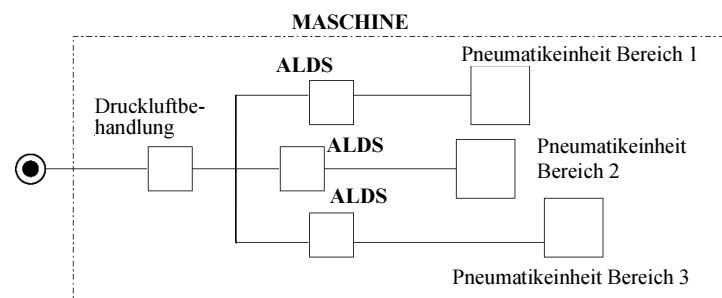 MASCHINE
Pneumatikeinheit Bereich 1
ALDS
Druckluftbe-
handlung
ALDS
Pneumatikeinheit
Bereich 2
ALDS
Pneumatikeinheit Bereich 3